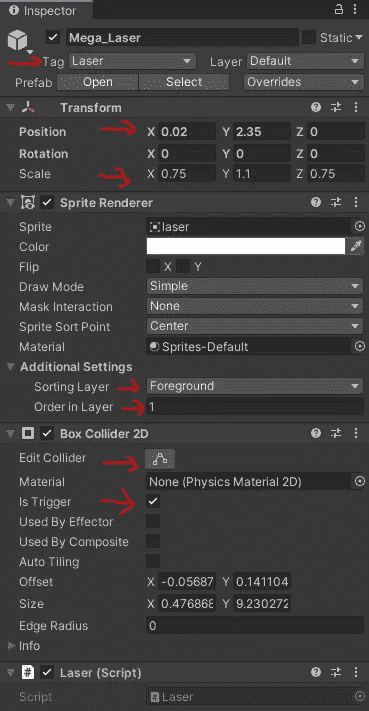 Inspector
Mega_Laser Static
Tag Laser Layer Default
Prefab Open Select Overrides
Transform
Position X 0.02 Y 2.35 Z 0
Rotation X 0 Y 0 Z 0
Scale X 0.75 Y 1.1 Z 0.75
Sprite Renderer
Sprite laser
Color
Flip X Y
Draw Mode Simple
Mask Interaction None
Sprite Sort Point Center
Material Sprites-Default
Additional Settings
Sorting Layer Foreground
Order in Layer 1
Box Collider 2D
Edit Collider
Material None (Physics Material 2D)
Is Trigger
Used By Effector
Used By Composite
Auto Tiling
Offset X -0.05687 Y 0.141104
Size X 0.476868 Y 9.230272
Edge Radius 0
Info
# Laser (Script)
Script # Laser